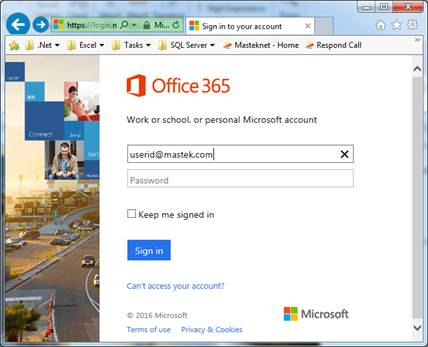 https://login.n
Mi...
Sign in to your account
.Net
Excel
Tasks
SQL Server
Masteknet - Home
Respond Call
Office 365
Work or school, or personal Microsoft account
Connect
userid@mastek.com
Password
Keep me signed in
Sign in
Can't access your account?
© 2016 Microsoft
Microsoft
Terms of use
Privacy & Cookies